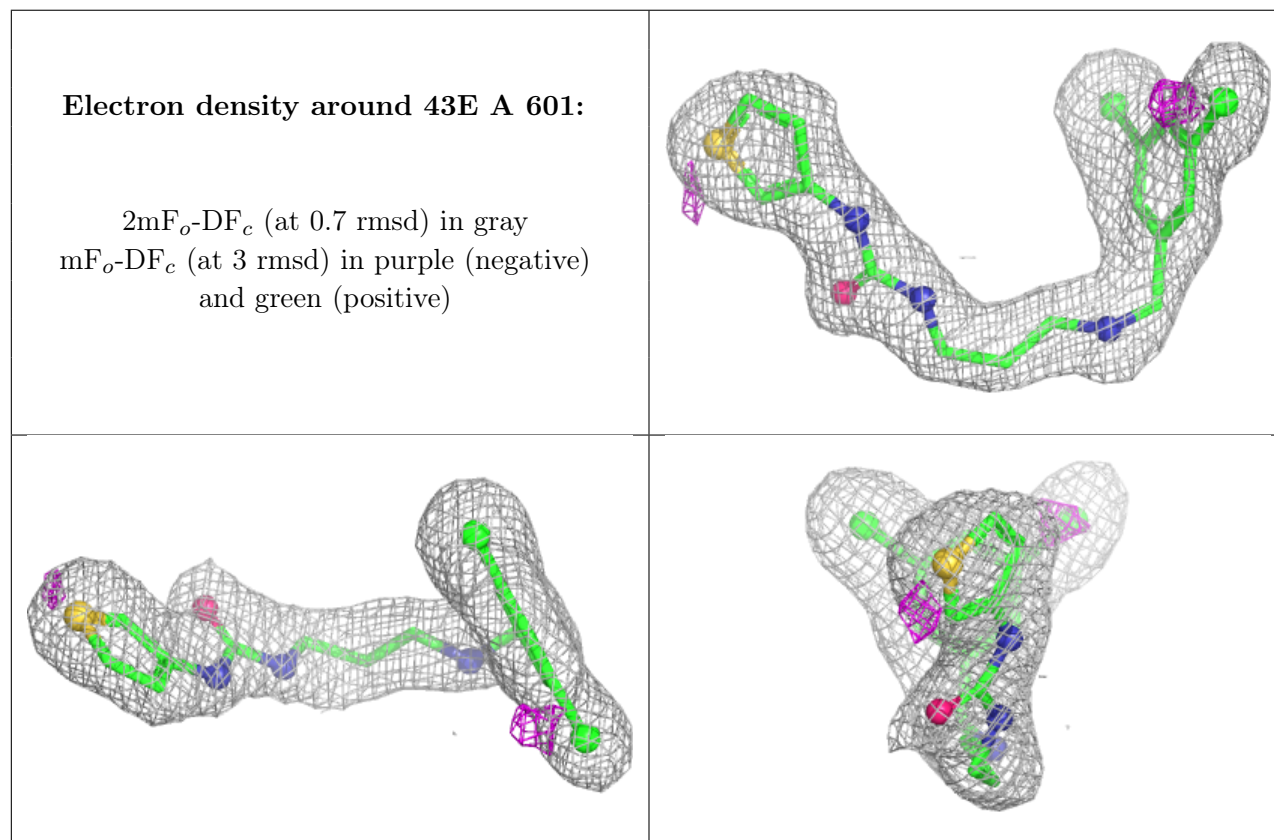 Electron density around 43E A 601:
2mFo-DFc (at 0.7 rmsd) in gray
mFo-DFc (at 3 rmsd) in purple (negative)
and green (positive)